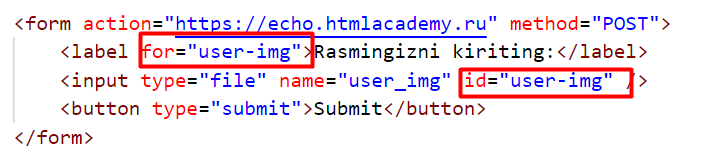 <form action="https://echo.htmlacademy.ru" method="POST">
<label for="user-img">Rasmingizni kiriting:</label>
<input type="file" name="user_img" id="user-img" />
<button type="submit">Submit</button>
</form>